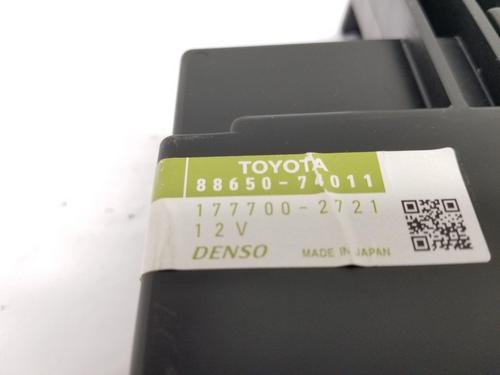 TOYOTA
88650-74011
177700-2721
12V
DENSO MADE IN JAPAN